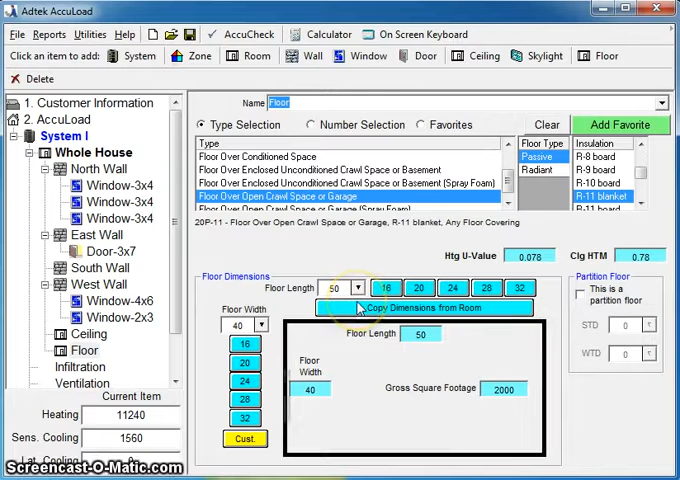 Adtek AccuLoad
File Reports Utilities Help AccuCheck Calculator On Screen Keyboard
Click an item to add: System Zone Room Wall Window Door Ceiling Skylight Floor
Delete
1. Customer Information
2. AccuLoad
System I
Whole House
North Wall
Window-3x4
Window-3x4
Window-3x4
East Wall
Door-3x7
South Wall
West Wall
Window-4x6
Window-2x3
Ceiling
Floor
Infiltration
Ventilation
Current Item
Heating 11240
Sens. Cooling 1560
Lat. Cooling
Name Floor
Type Selection Number Selection Favorites Clear Add Favorite
Type Floor Type Insulation
Floor Over Conditioned Space Passive R-8 board
Floor Over Enclosed Unconditioned Crawl Space or Basement Radiant R-9 board
Floor Over Enclosed Unconditioned Crawl Space or Basement (Spray Foam) R-10 board
Floor Over Open Crawl Space or Garage R-11 blanket
Floor Over Open Crawl Space or Garage (Spray Foam) R-13 blanket
20P-11 - Floor Over Open Crawl Space or Garage, R-11 blanket, Any Floor Covering
Htg U-Value 0.078 Clg HTM 0.78
Floor Dimensions
Floor Length 50 16 20 24 28 32
Copy Dimensions from Room
Floor Width
40
16
20
24
28
32
Cust.
Floor Length 50
Floor Width
40
Gross Square Footage 2000
Partition Floor
This is a partition floor
STD 0
WTD 0
Screencast-O-Matic.com